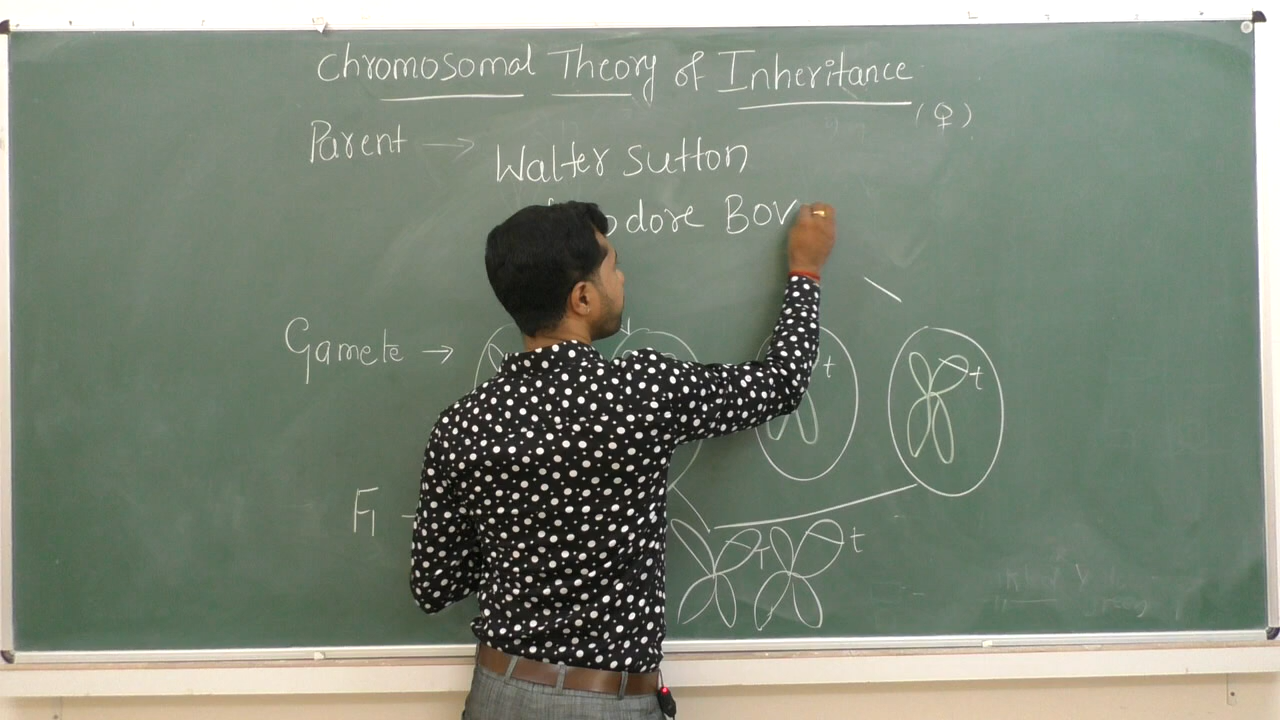 Chromosomal Theory of Inheritance
(♀)
Parent →
Walter Sutton
odore Bov
Gamete →
t
t
F1
T
t